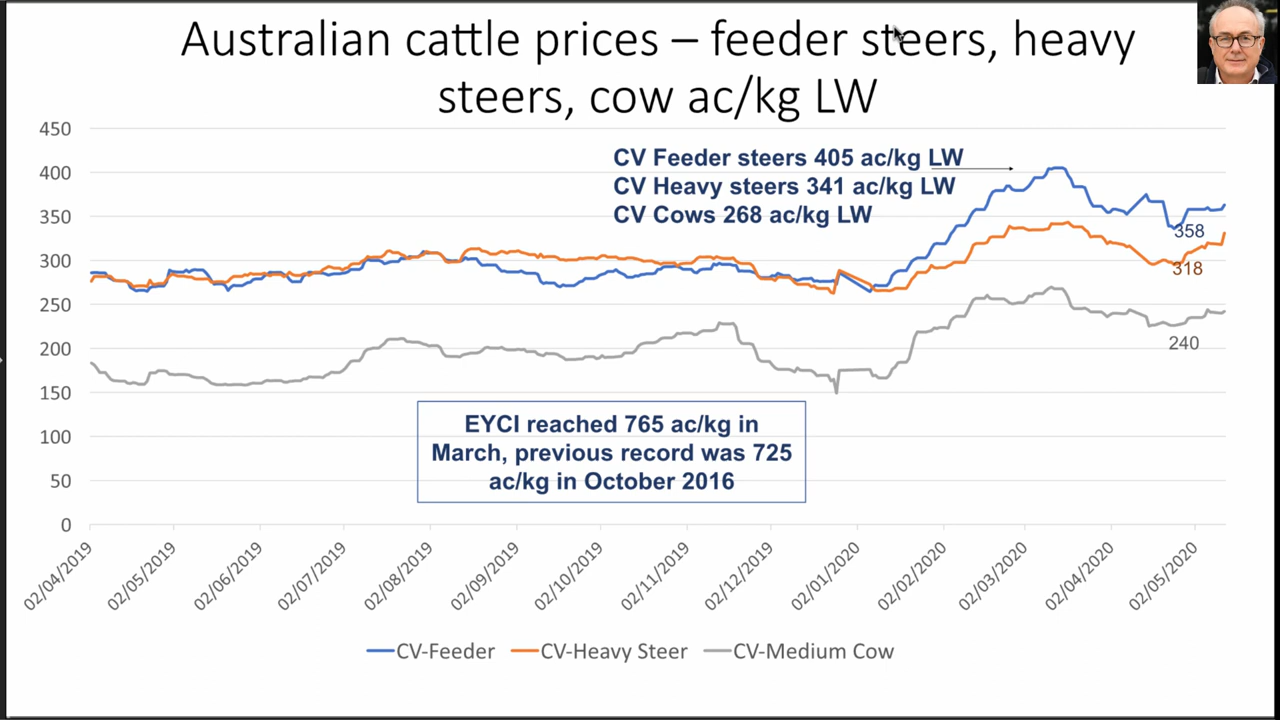 Australian cattle prices – feeder steers, heavy
steers, cow ac/kg LW
450
400
350
300
250
200
150
100
50
0
CV Feeder steers 405 ac/kg LW
CV Heavy steers 341 ac/kg LW
CV Cows 268 ac/kg LW
358
318
240
EYCI reached 765 ac/kg in
March, previous record was 725
ac/kg in October 2016
02/04/2019
02/05/2019
02/06/2019
02/07/2019
02/08/2019
02/09/2019
02/10/2019
02/11/2019
02/12/2019
02/01/2020
02/02/2020
02/03/2020
02/04/2020
02/05/2020
CV-Feeder
CV-Heavy Steer
CV-Medium Cow